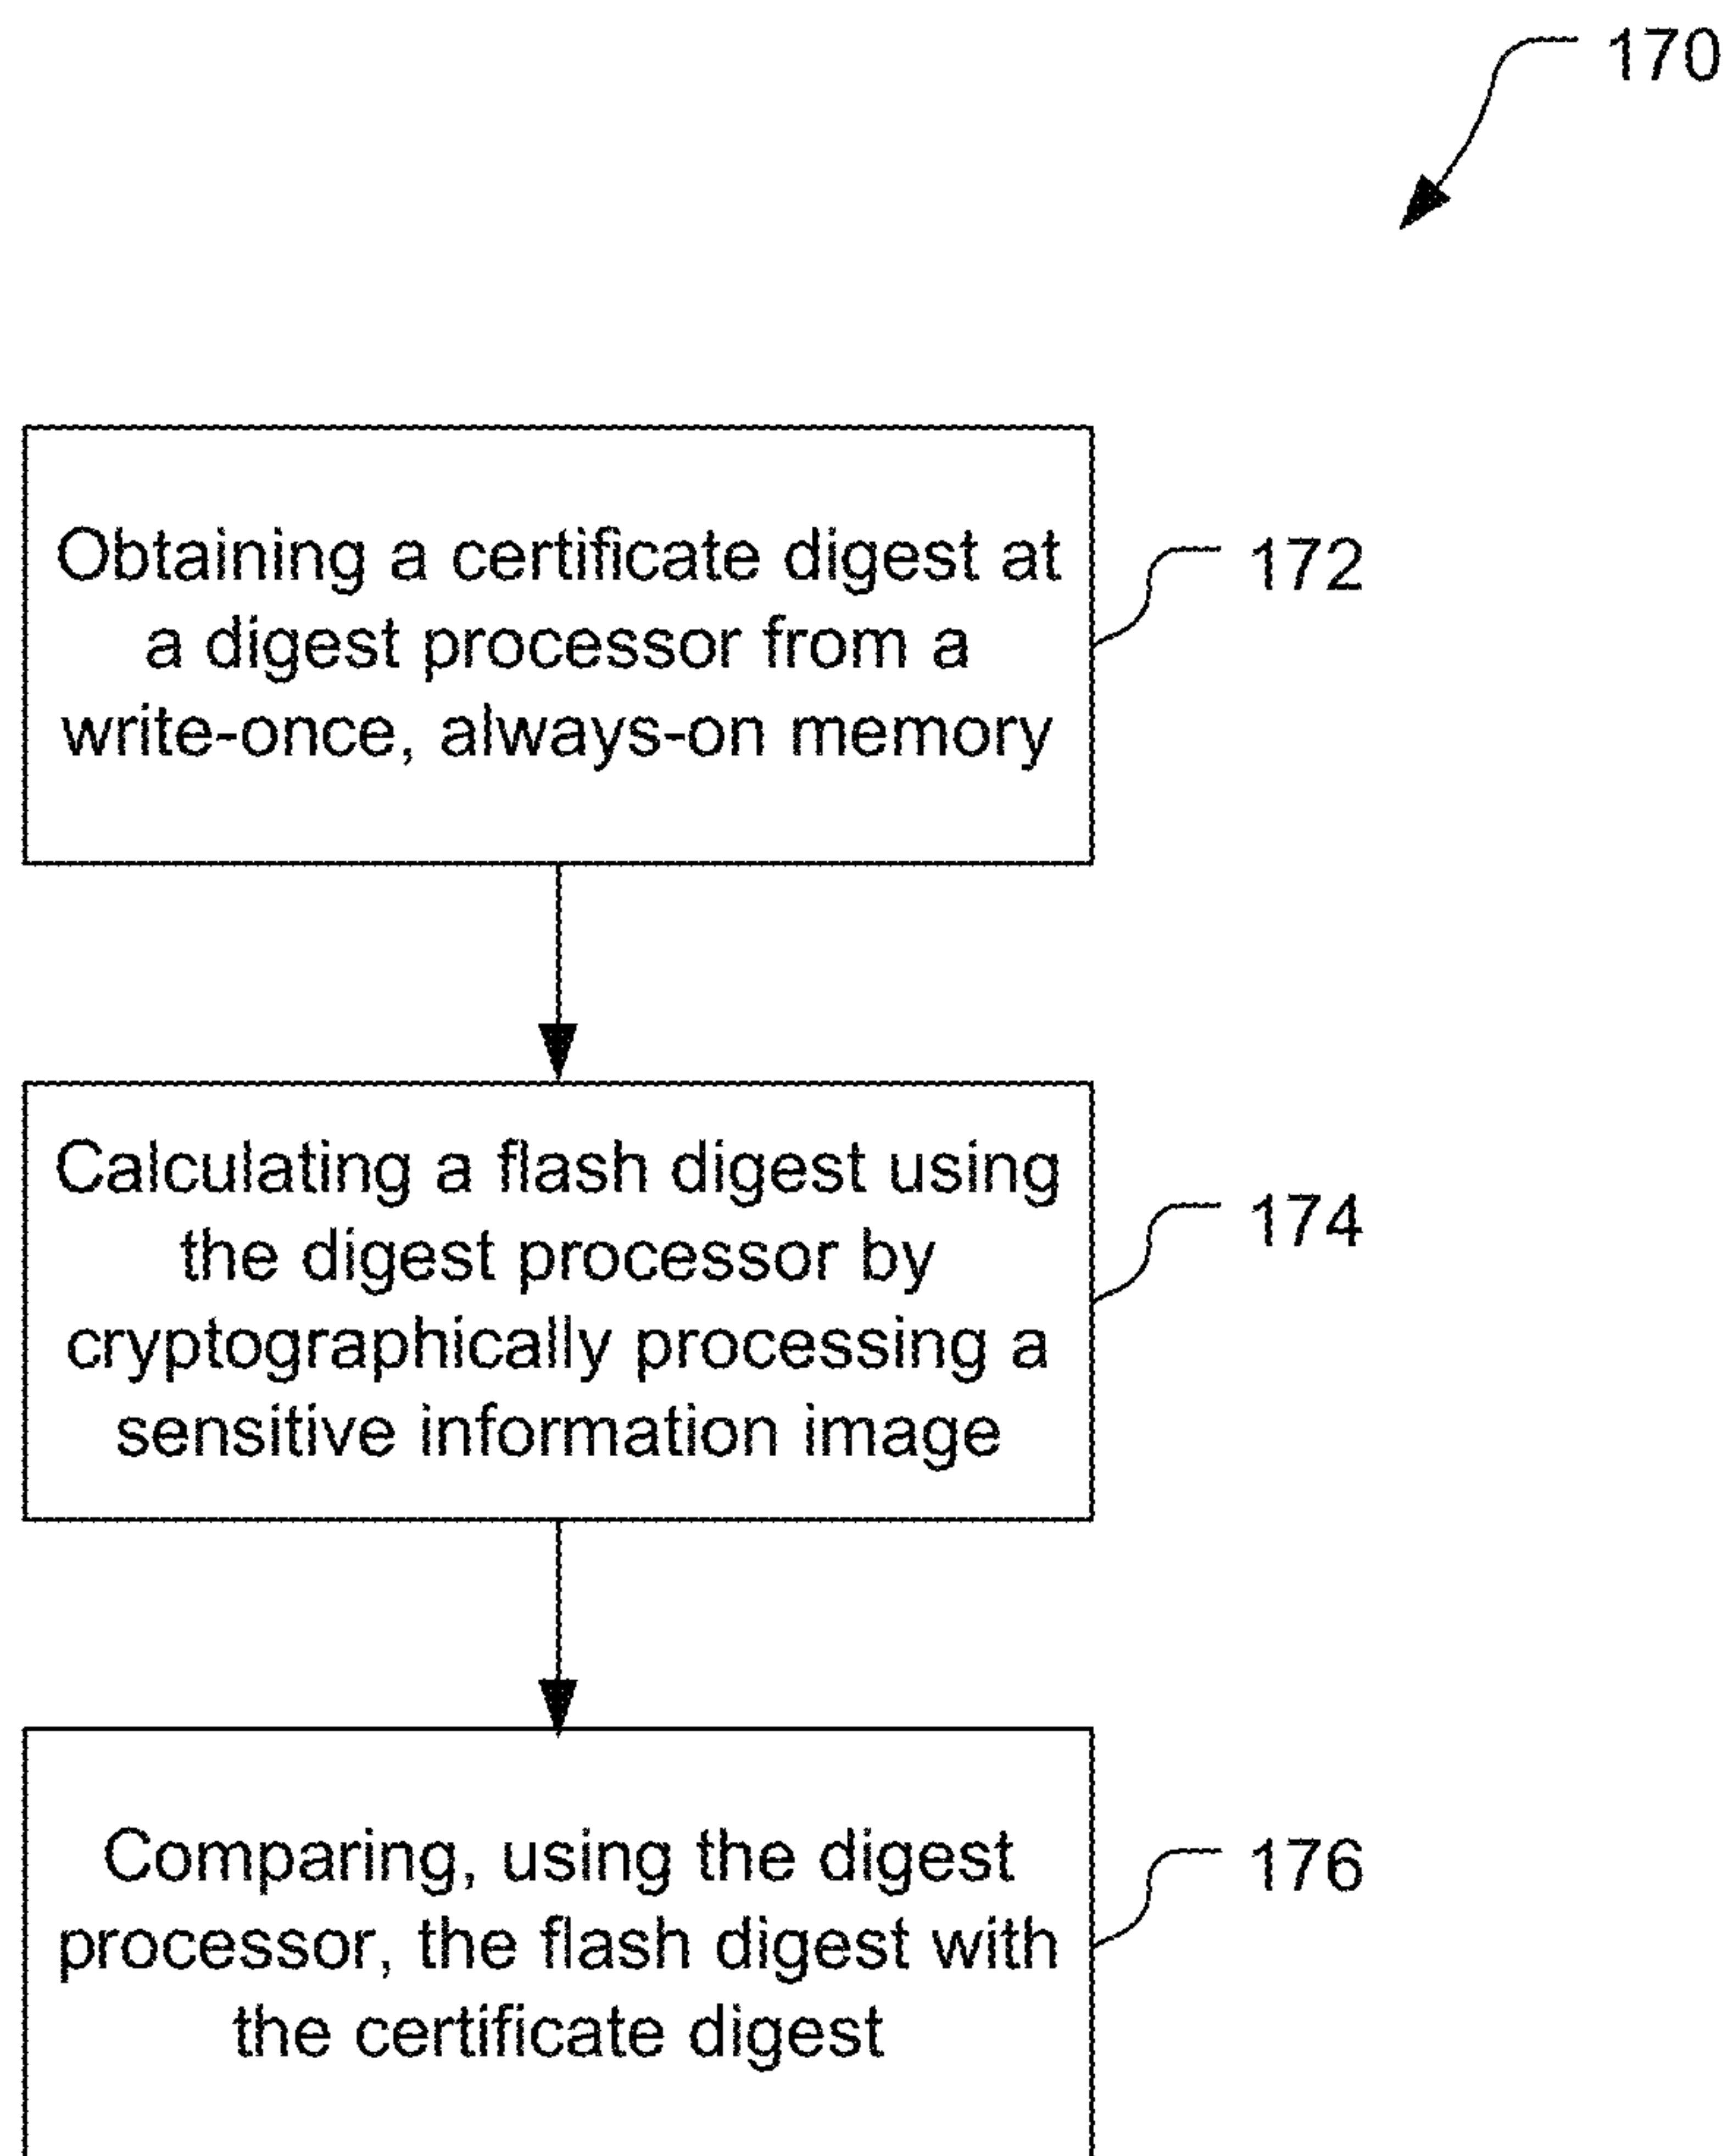 170
Obtaining a certificate digest at
a digest processor from a
write-once, always-on memory
172
Calculating a flash digest using
the digest processor by
cryptographically processing a
sensitive information image
174
Comparing, using the digest
processor, the flash digest with
the certificate digest
176